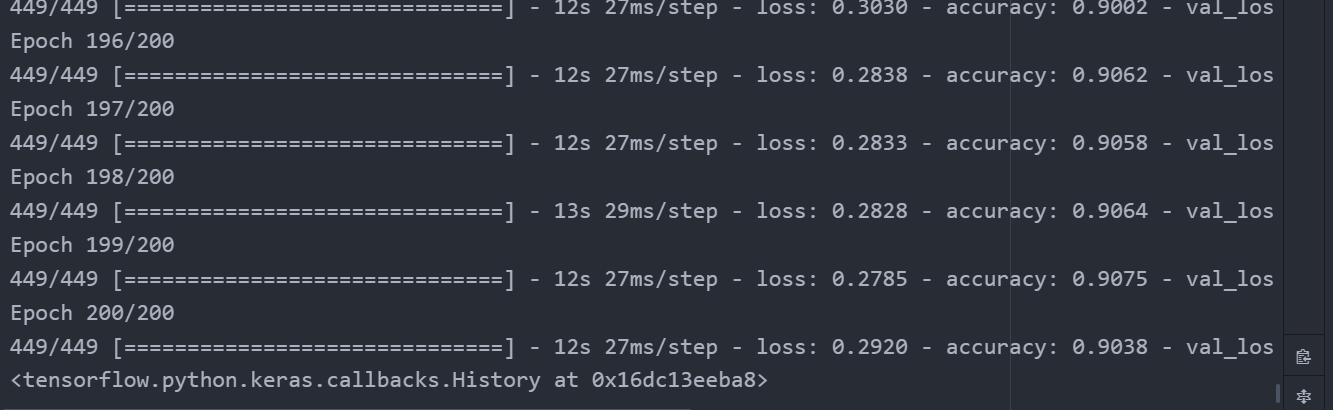 449/449 [==============================] - 12s 27ms/step - loss: 0.3030 - accuracy: 0.9002 - val_los
Epoch 196/200
449/449 [==============================] - 12s 27ms/step - loss: 0.2838 - accuracy: 0.9062 - val_los
Epoch 197/200
449/449 [==============================] - 12s 27ms/step - loss: 0.2833 - accuracy: 0.9058 - val_los
Epoch 198/200
449/449 [==============================] - 13s 29ms/step - loss: 0.2828 - accuracy: 0.9064 - val_los
Epoch 199/200
449/449 [==============================] - 12s 27ms/step - loss: 0.2785 - accuracy: 0.9075 - val_los
Epoch 200/200
449/449 [==============================] - 12s 27ms/step - loss: 0.2920 - accuracy: 0.9038 - val_los
<tensorflow.python.keras.callbacks.History at 0x16dc13eeba8>